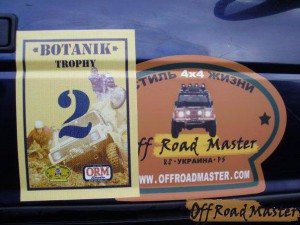 •BOTANIK•
TROPHY
2
ORM
СТИЛЬ 4x4 ЖИЗНИ
Off Road Master
УКРАИНА
WWW.OFFROADMASTER.COM
Off Road Master